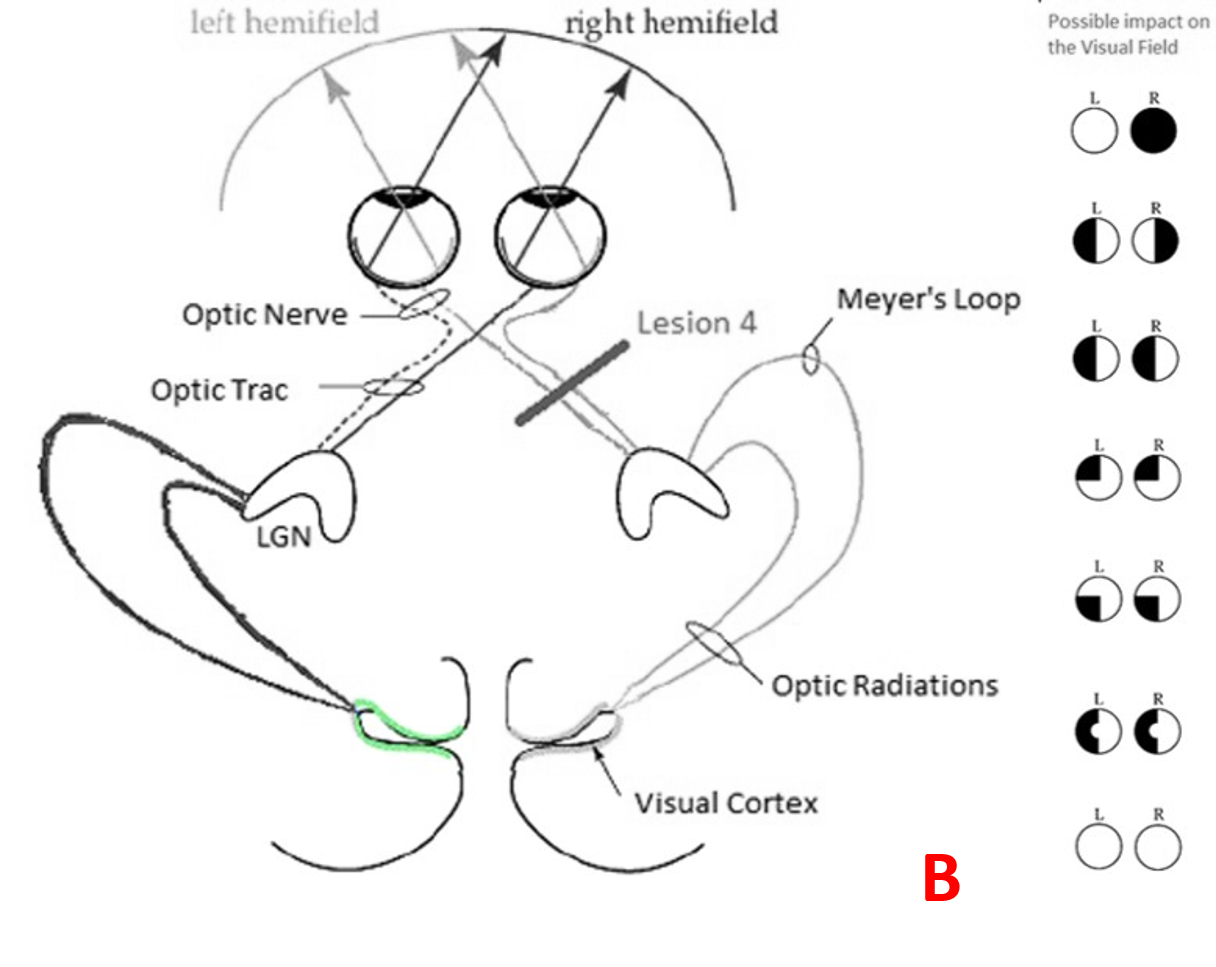 left hemifield
right hemifield
Possible impact on
the Visual Field
L R
L R
Optic Nerve
Lesion 4
Meyer's Loop
L R
Optic Trac
L R
LGN
L R
Optic Radiations
L R
Visual Cortex
L R
B